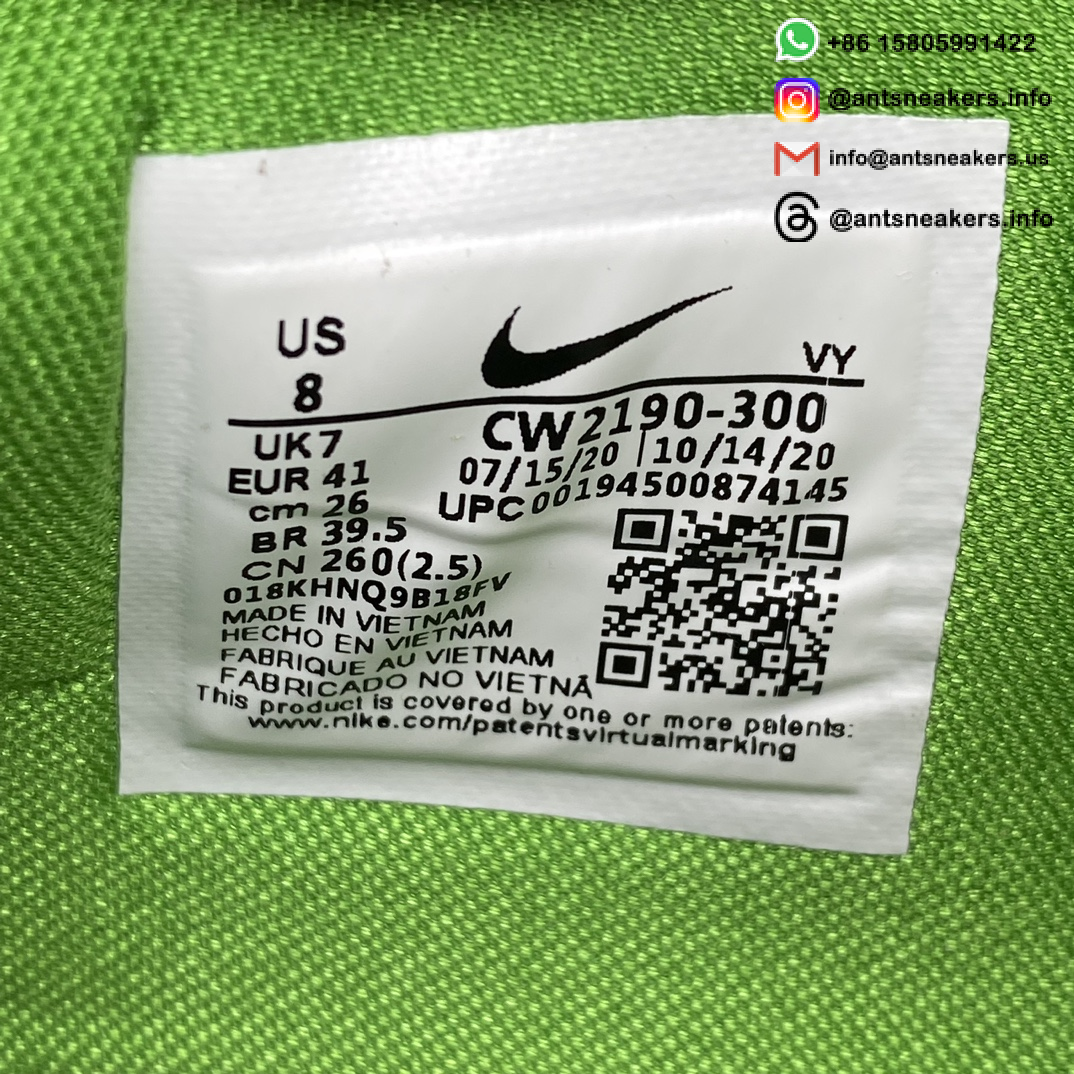 +86 15805991422
@antsneakers.info
info@antsneakers.us
@antsneakers.info
US
8
VY
UK 7
EUR 41
cm 26
BR 39.5
CN 260(2.5)
CW2190-300
07/15/20 | 10/14/20
UPC 00194500874145
018KHNQ9B18FV
MADE IN VIETNAM
HECHO EN VIETNAM
FABRIQUE AU VIETNAM
FABRICADO NO VIETNÃ
This product is covered by one or more patents:
www.nike.com/patentsvirtualmarking